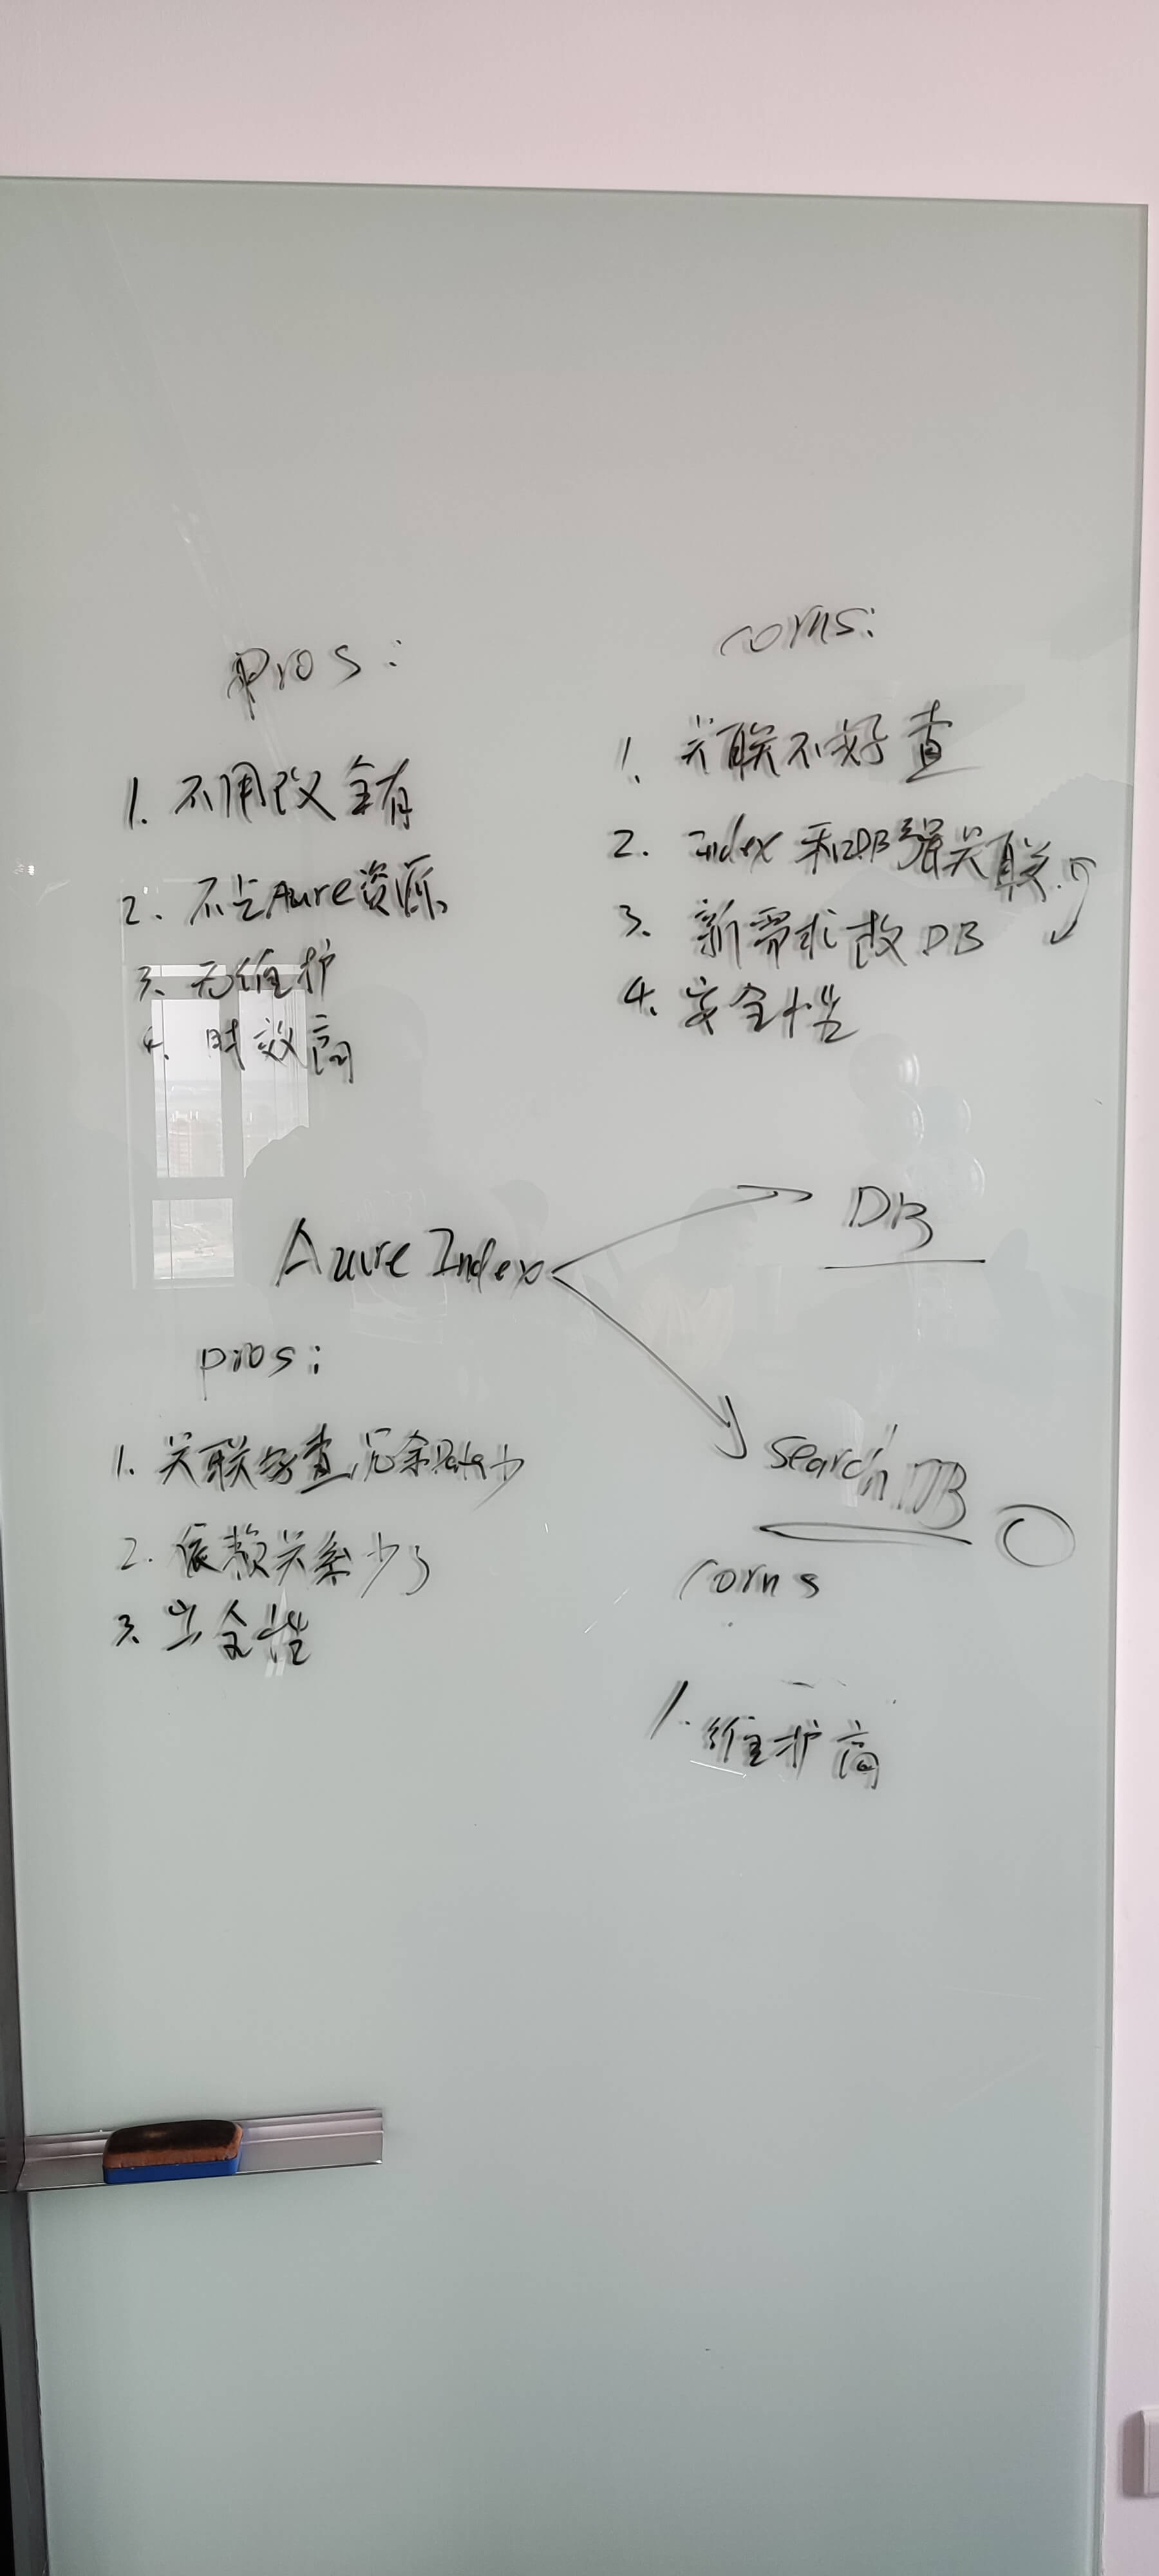 pros:
1. 不用改 全有
2. 不占Azure资源
3. 无维护
4. 时效高
corns:
1. 关联不好查
2. Index 和DB强关联
3. 新需求改DB
4. 安全性
Azure Index
DB
search DB
pros:
1. 关联好查,冗余Data少
2. 依赖关系少了
3. 安全性
corns
1. 维护高